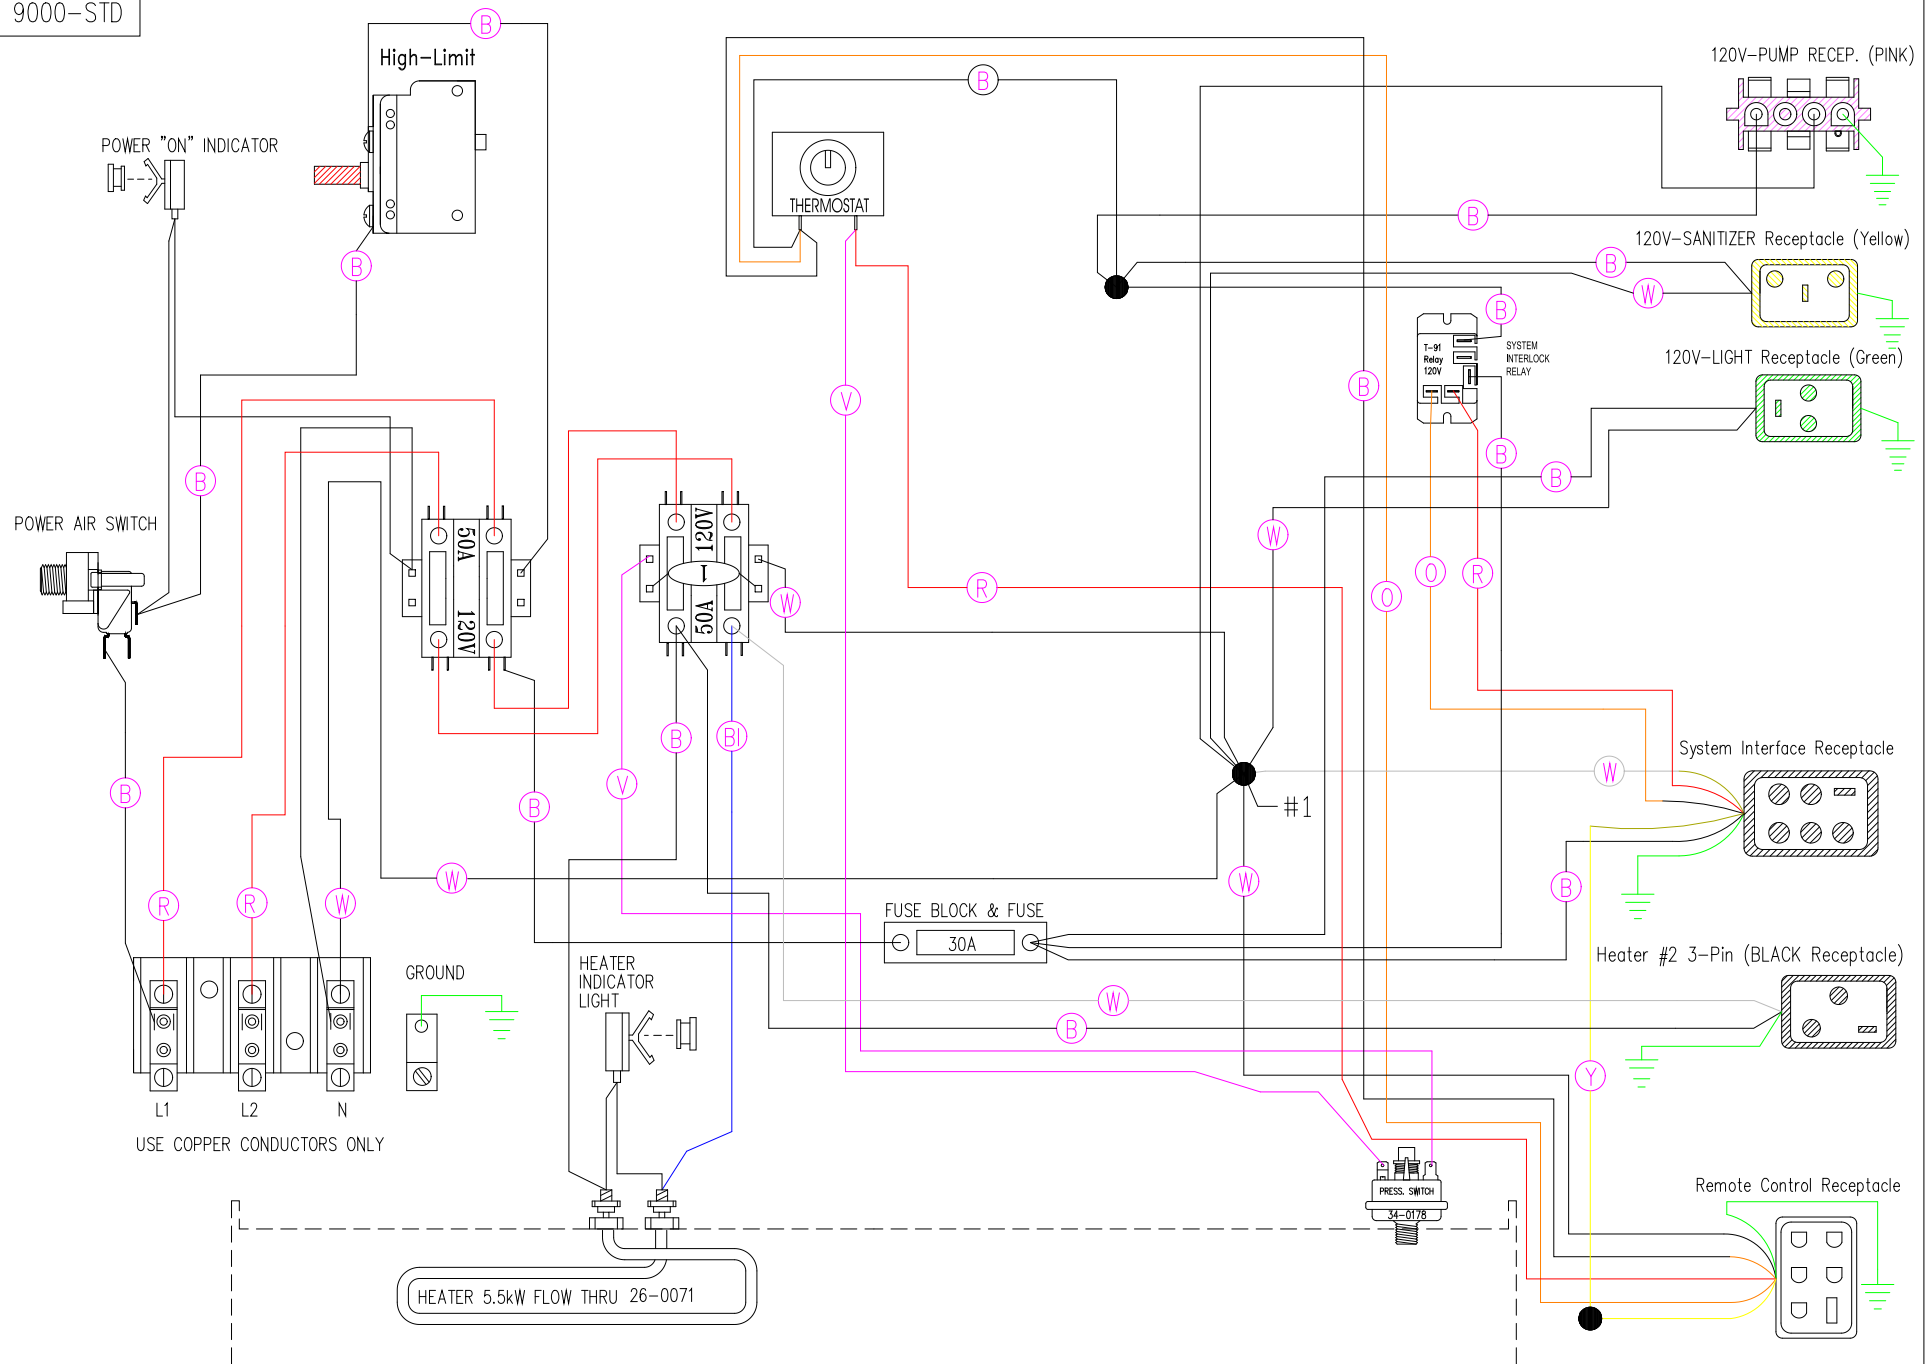 9000-STD
B
High-Limit
120V-PUMP RECEP. (PINK)
B
POWER "ON" INDICATOR
THERMOSTAT
B
120V-SANITIZER Receptacle (Yellow)
B
B
W
B
T-91
Relay
120V
SYSTEM
INTERLOCK
RELAY
120V-LIGHT Receptacle (Green)
V
B
B
B
B
POWER AIR SWITCH
50A
120V
120V
1
50A
W
W
R
O
O
R
B
BI
V
B
B
System Interface Receptacle
W
#1
R
R
W
W
W
B
FUSE BLOCK & FUSE
30A
GROUND
HEATER
INDICATOR
LIGHT
Heater #2 3-Pin (BLACK Receptacle)
W
B
Y
L1
L2
N
USE COPPER CONDUCTORS ONLY
PRESS. SWITCH
34-0178
Remote Control Receptacle
HEATER 5.5kW FLOW THRU 26-0071